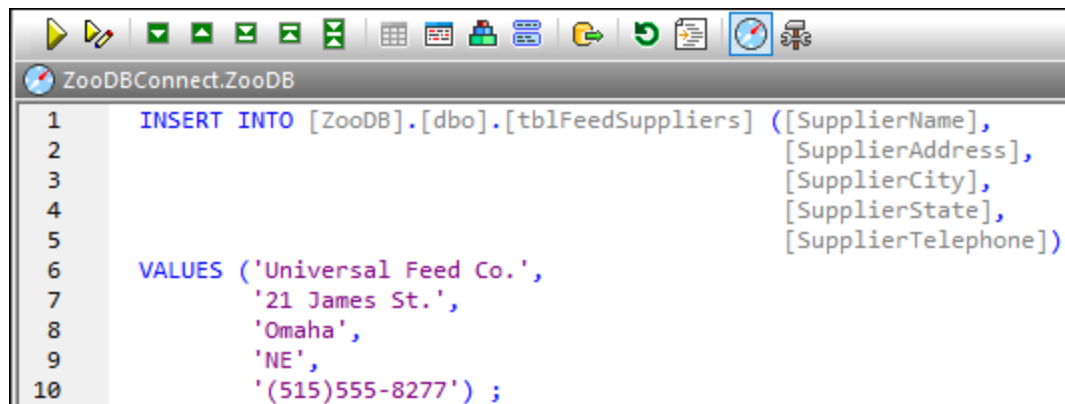 ZooDBConnect.ZooDB
1 INSERT INTO [ZooDB].[dbo].[tblFeedSuppliers] ([SupplierName],
2 [SupplierAddress],
3 [SupplierCity],
4 [SupplierState],
5 [SupplierTelephone])
6 VALUES ('Universal Feed Co.',
7 '21 James St.',
8 'Omaha',
9 'NE',
10 '(515)555-8277') ;